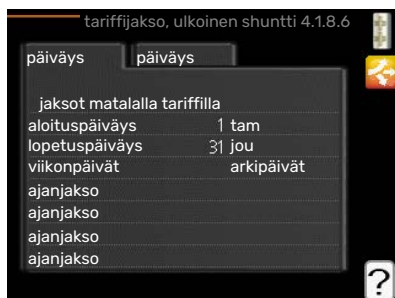 tariffijakso, ulkoinen shuntti 4.1.8.6
päiväys päiväys
jaksot matalalla tariffilla
aloituspäiväys 1 tam
lopetuspäiväys 31 jou
viikonpäivät arkipäivät
ajanjakso
ajanjakso
ajanjakso
ajanjakso
?